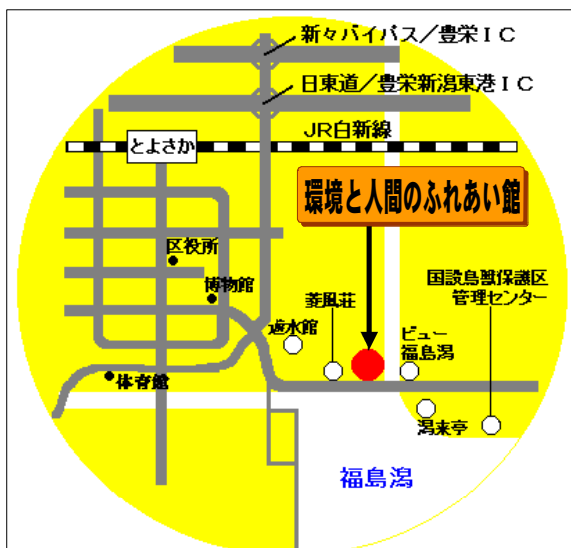 新々バイパス／豊栄ＩＣ
日東道／豊栄新潟東港ＩＣ
JR白新線
とよさか
環境と人間のふれあい館
区役所
博物館
国設鳥獣保護区
管理センター
菱風荘
遊水館
ビュー
福島潟
体育館
潟来亭
福島潟